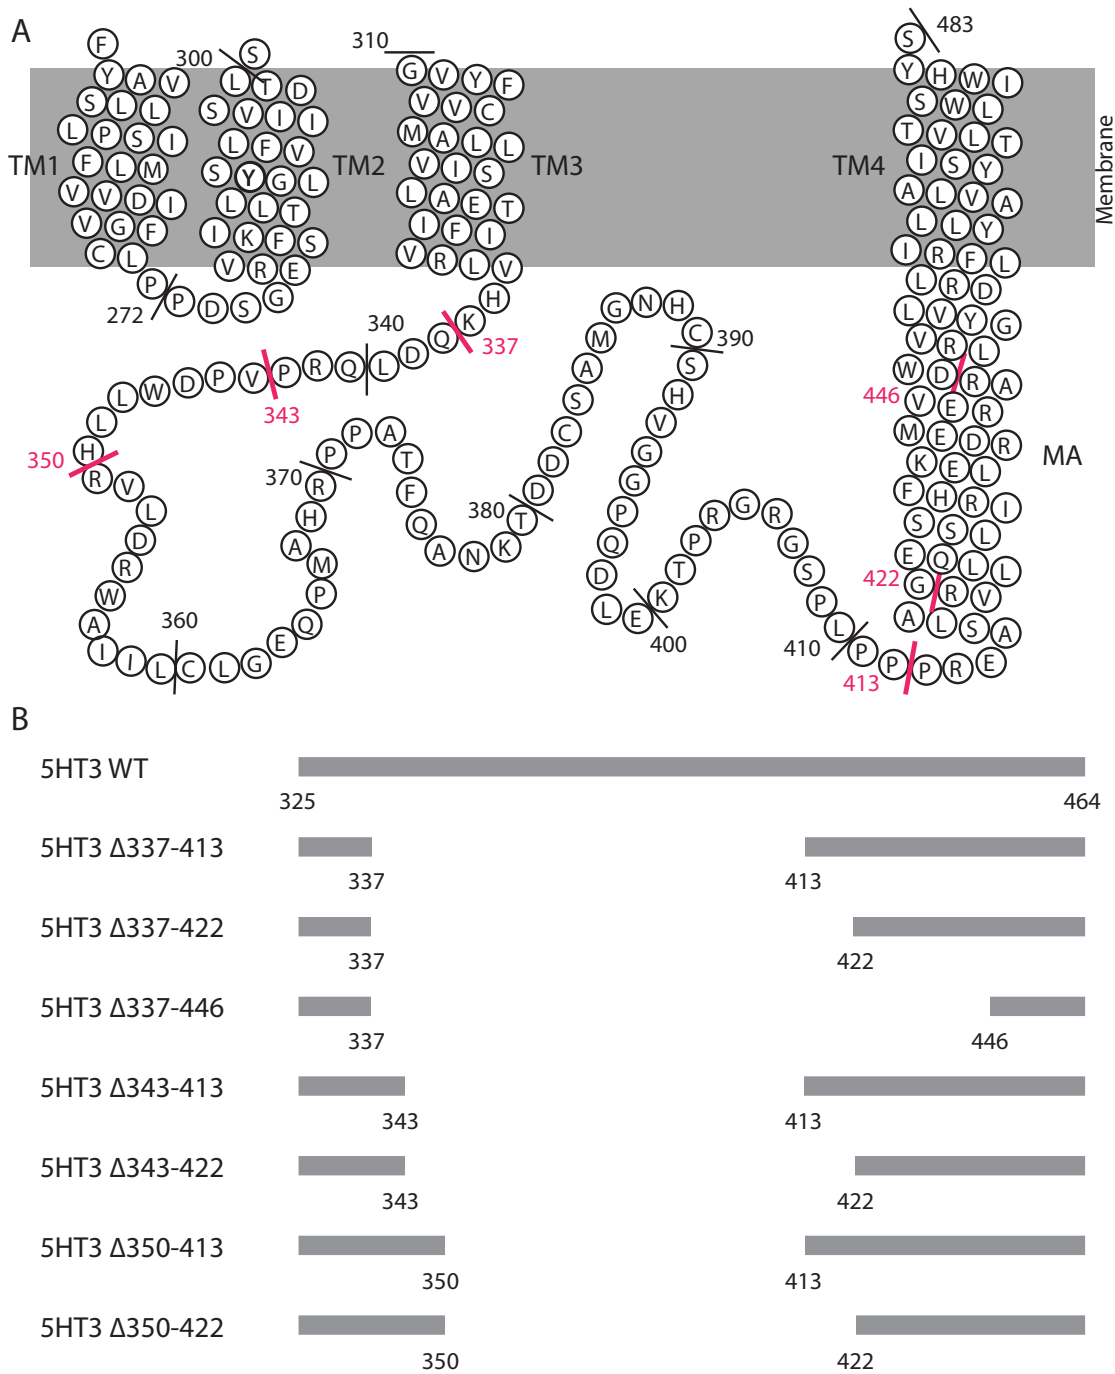 A
F
Y A V
S L L
L P S I
F L M
V V D I
V G F
C L
TM1
272
P P D S G
300
S
L T D
S V I I
L F V
S Y G L
L L T
I K F S
V R E
TM2
310
G V Y F
V V C
M A L L
V I S
L A E T
I F I
V R L V
TM3
H K Q D L Q R P V P D W L L H R V L D R W A I I L C L G E Q P M A H R P P A T F Q A N K T D D C S A M G N H C S H V G G P Q D L E K T P R G R G S P L P P P R E
337
340
343
350
360
370
380
390
400
410
413
483
S
Y H W I
S W L
T V L T
I S Y
A L V A
L L Y
I R F L
L R D
L V Y G
V R L
W D R A
V E R
M E D R
K E L
F H R I
S S L
E Q L L
G R V
A L S A
TM4
446
422
MA
Membrane
B
5HT3 WT
325 464
5HT3 Δ337-413
337 413
5HT3 Δ337-422
337 422
5HT3 Δ337-446
337 446
5HT3 Δ343-413
343 413
5HT3 Δ343-422
343 422
5HT3 Δ350-413
350 413
5HT3 Δ350-422
350 422